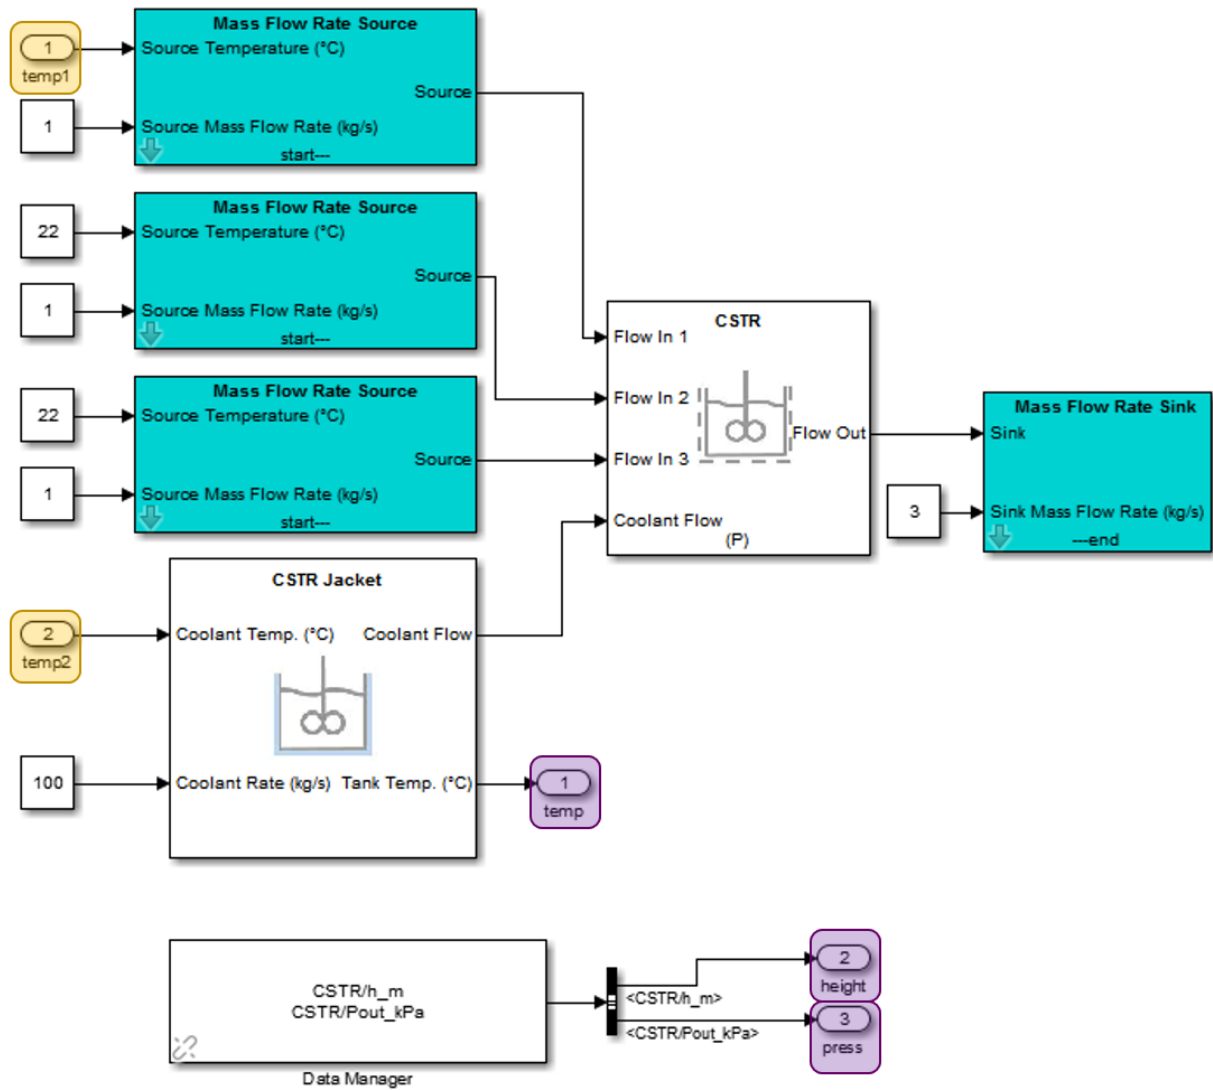 Mass Flow Rate Source
1
Source Temperature (°C)
temp1
Source
1
Source Mass Flow Rate (kg/s)
start---
Mass Flow Rate Source
22
Source Temperature (°C)
Source
1
Source Mass Flow Rate (kg/s)
start---
Mass Flow Rate Source
22
Source Temperature (°C)
Source
1
Source Mass Flow Rate (kg/s)
start---
CSTR
Flow In 1
Flow In 2
Flow In 3
Flow Out
Coolant Flow
(P)
Mass Flow Rate Sink
Sink
3
Sink Mass Flow Rate (kg/s)
---end
CSTR Jacket
2
temp2
Coolant Temp. (°C)
Coolant Flow
100
Coolant Rate (kg/s)
Tank Temp. (°C)
1
temp
CSTR/h_m
CSTR/Pout_kPa
Data Manager
<CSTR/h_m>
<CSTR/Pout_kPa>
2
height
3
press